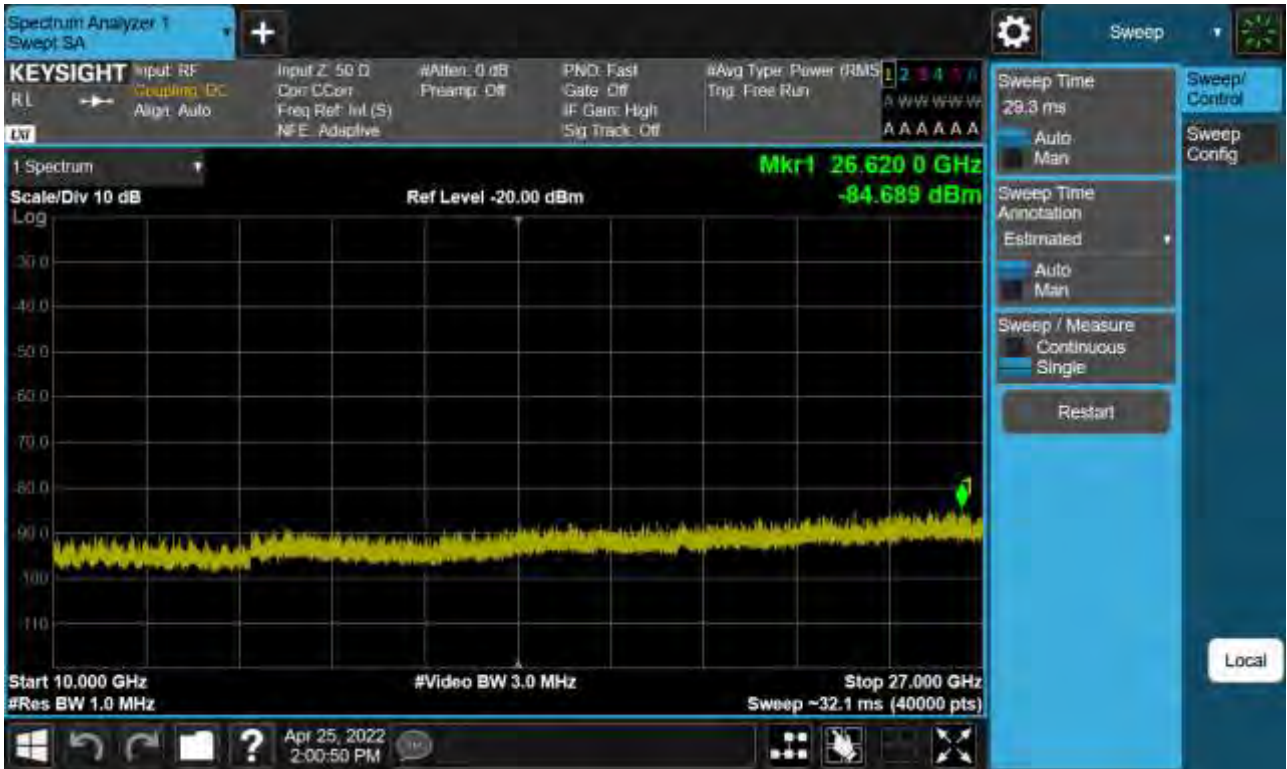 Spectrum Analyzer 1
Swept SA
+
Sweep
KEYSIGHT
RL
Input: RF
Coupling: DC
Align: Auto
Input Z: 50 Ω
Corr CCorr
Freq Ref: Int (S)
NFE: Adaptive
#Atten: 0 dB
Preamp: Off
PNO: Fast
Gate: Off
IF Gain: High
Sig Track: Off
#Avg Type: Power (RMS
Trig: Free Run
1 2 3 4 5 6
A W W W W W
A A A A A A
1 Spectrum
Scale/Div 10 dB
Log
Ref Level -20.00 dBm
Mkr1 26.620 0 GHz
-84.689 dBm
-30.0
-40.0
-50.0
-60.0
-70.0
-80.0
-90.0
-100
-110
1
Start 10.000 GHz
#Res BW 1.0 MHz
#Video BW 3.0 MHz
Stop 27.000 GHz
Sweep ~32.1 ms (40000 pts)
Sweep Time
29.3 ms
Auto
Man
Sweep Time
Annotation
Estimated
Auto
Man
Sweep / Measure
Continuous
Single
Restart
Sweep/
Control
Sweep
Config
Local
?
Apr 25, 2022
2:00:50 PM